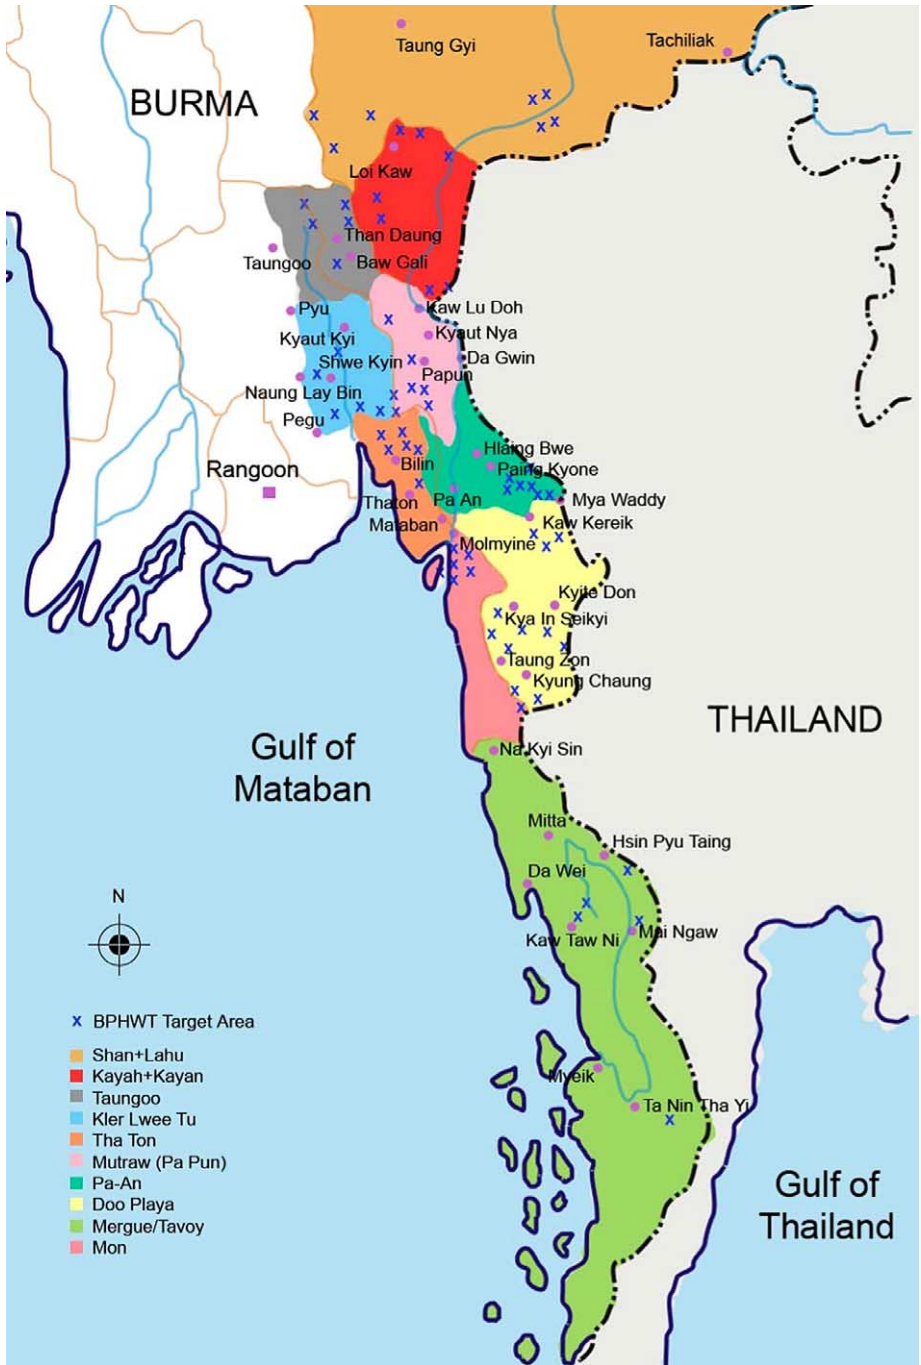 Taung Gyi
Tachiliak
BURMA
Loi Kaw
Than Daung
Taungoo
Baw Gali
Pyu
Kaw Lu Doh
Kyaut Kyi
Kyaut Nya
Shwe Kyin
Da Gwin
Papun
Naung Lay Bin
Pegu
Hlaing Bwe
Rangoon
Bilin
Paing Kyone
Thaton
Pa An
Mya Waddy
Mataban
Kaw Kereik
Molmyine
Kyite Don
Kya In Seikyi
Taung Zon
Kyung Chaung
THAILAND
Gulf of
Mataban
Na Kyi Sin
Mitta
Hsin Pyu Taing
Da Wei
N
Kaw Taw Ni
Mai Ngaw
x BPHWT Target Area
Shan+Lahu
Kayah+Kayan
Taungoo
Kler Lwee Tu
Tha Ton
Mutraw (Pa Pun)
Pa-An
Doo Playa
Mergue/Tavoy
Mon
Myeik
Ta Nin Tha Yi
Gulf of
Thailand